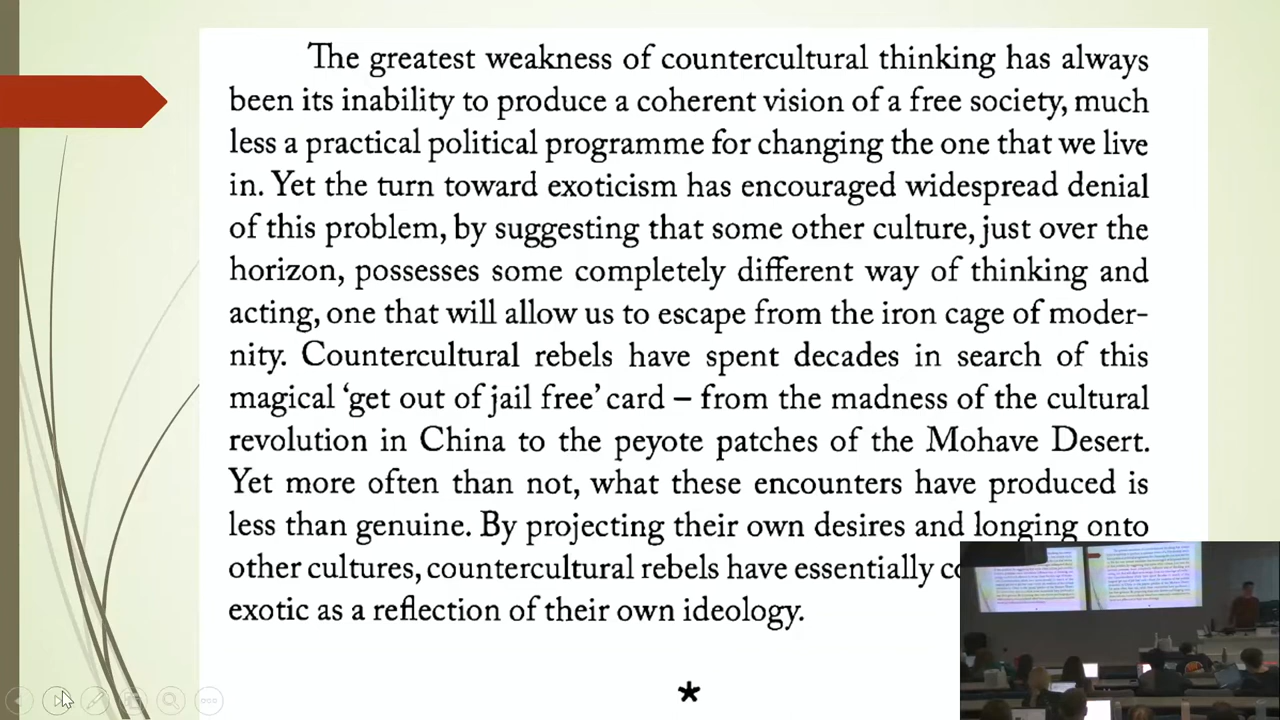 The greatest weakness of countercultural thinking has always
been its inability to produce a coherent vision of a free society, much
less a practical political programme for changing the one that we live
in. Yet the turn toward exoticism has encouraged widespread denial
of this problem, by suggesting that some other culture, just over the
horizon, possesses some completely different way of thinking and
acting, one that will allow us to escape from the iron cage of moder-
nity. Countercultural rebels have spent decades in search of this
magical ‘get out of jail free’ card – from the madness of the cultural
revolution in China to the peyote patches of the Mohave Desert.
Yet more often than not, what these encounters have produced is
less than genuine. By projecting their own desires and longing onto
other cultures, rebels have essentially
exotic as a reflection of their own ideology.
*